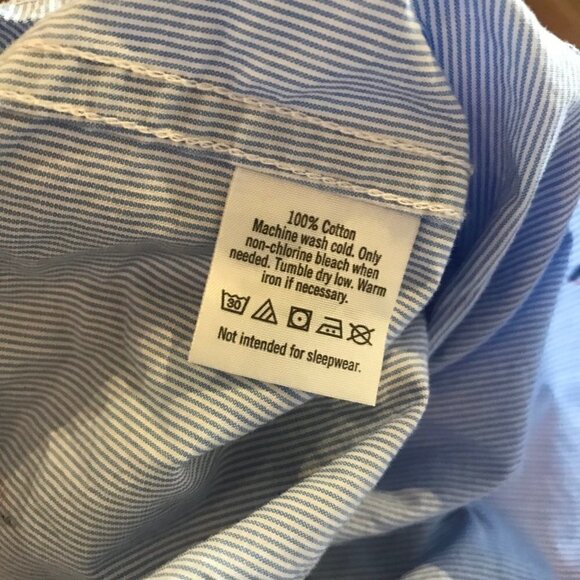 100% Cotton
Machine wash cold. Only
non-chlorine bleach when
needed. Tumble dry low. Warm
iron if necessary.
30
Not intended for sleepwear.